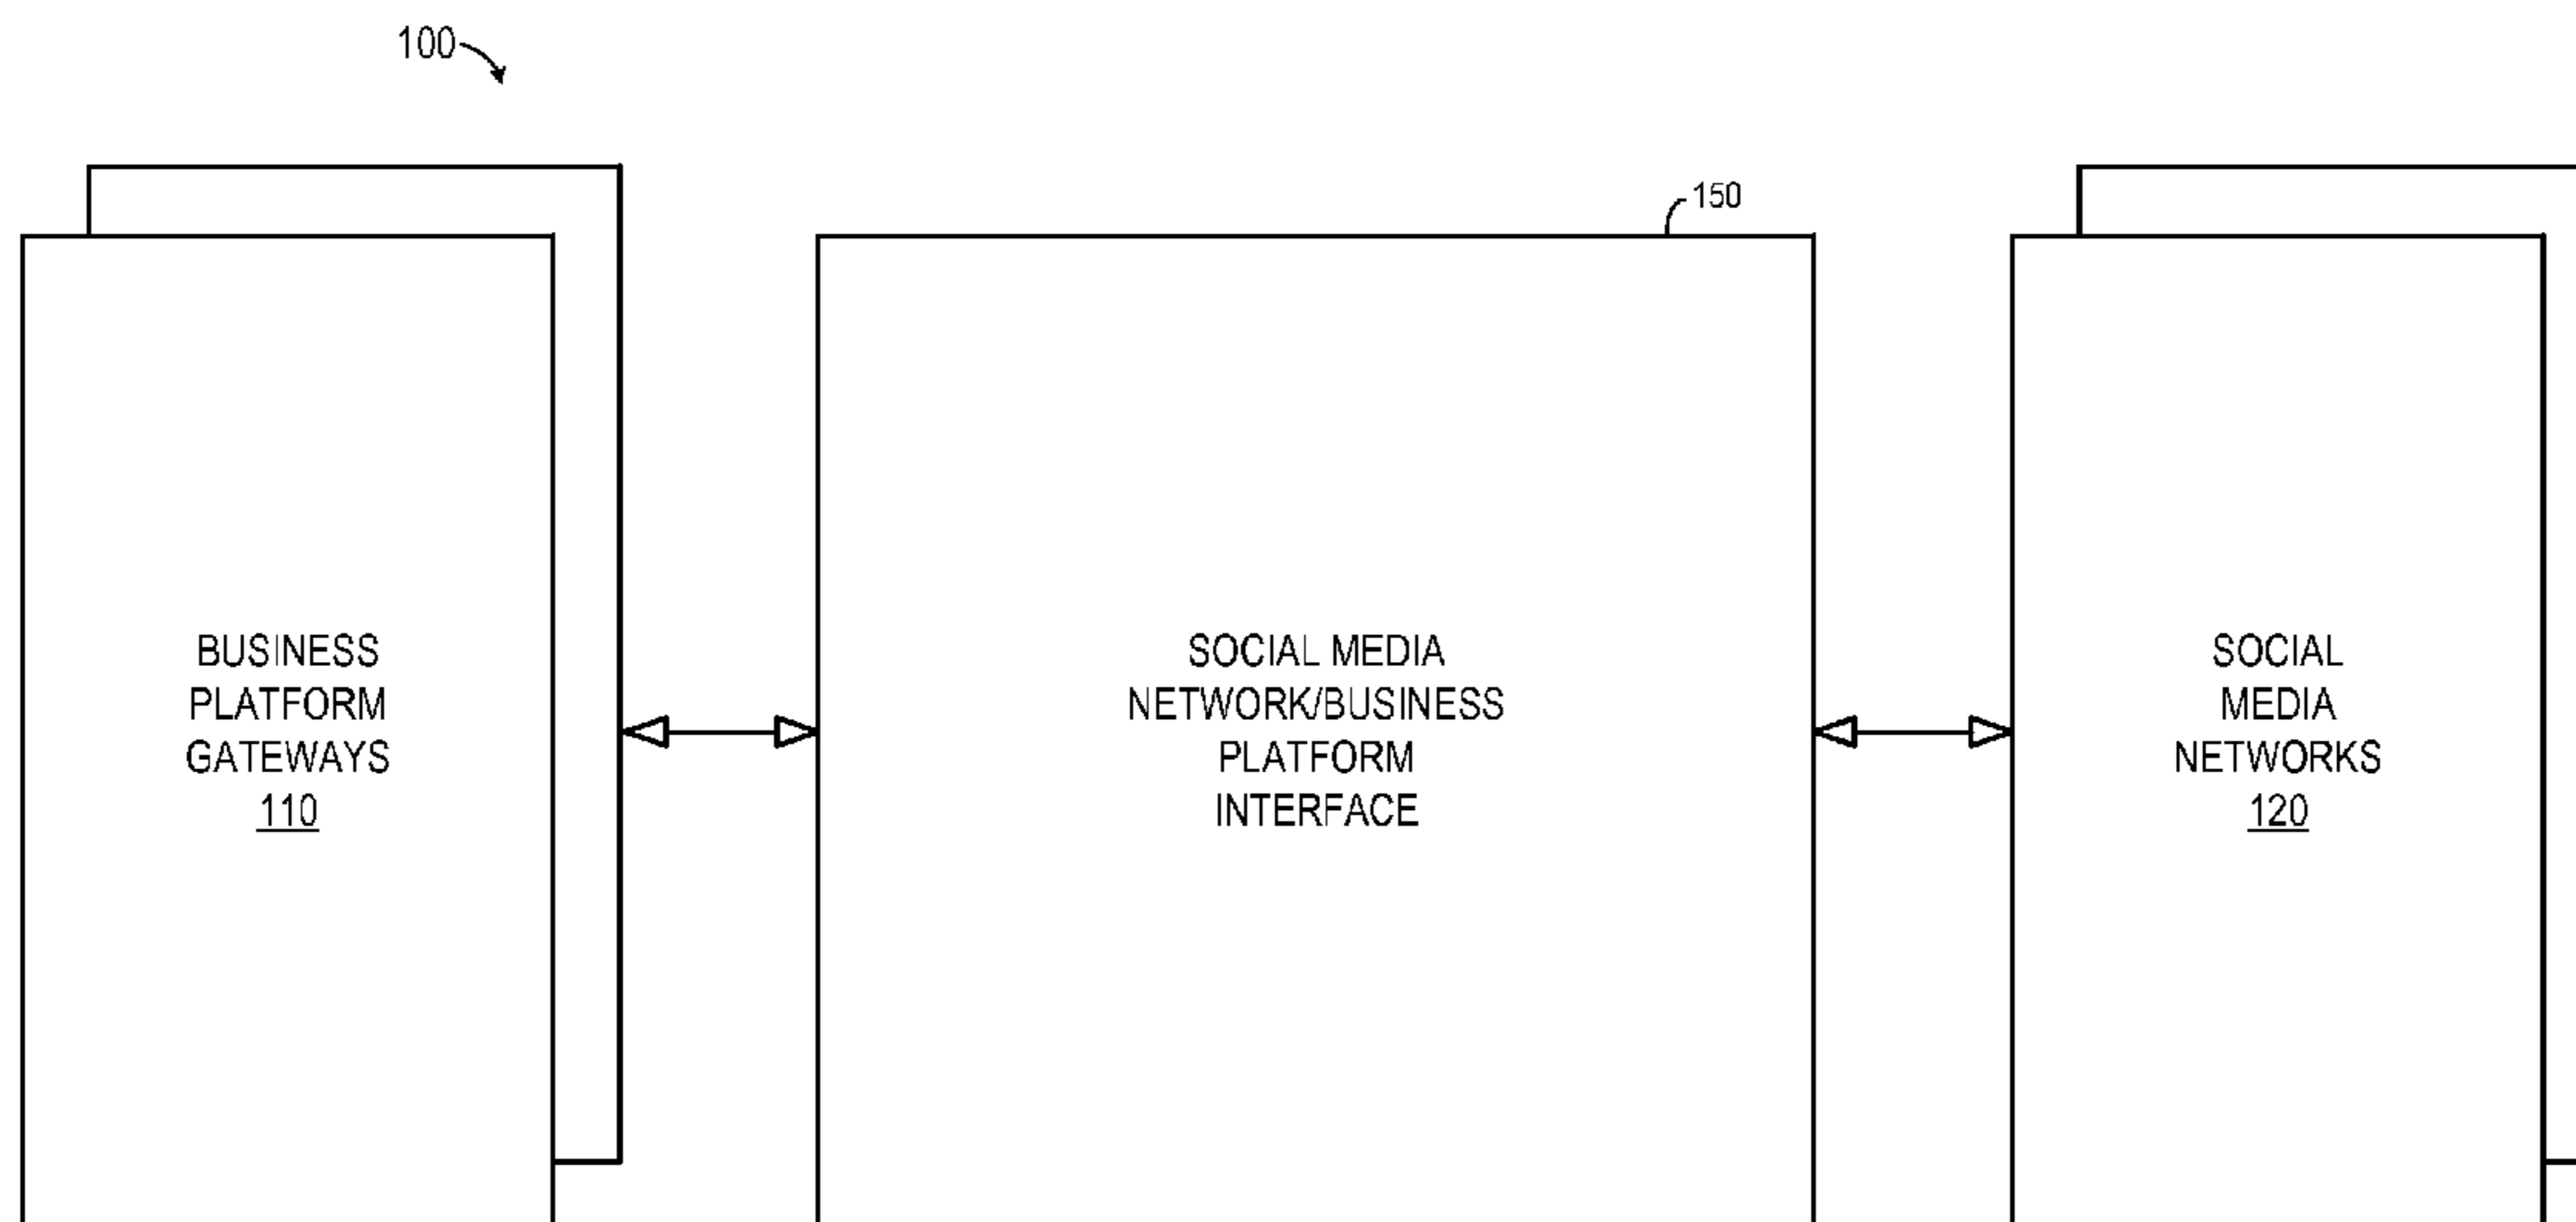 100
150
BUSINESS
PLATFORM
GATEWAYS
110
SOCIAL MEDIA
NETWORK/BUSINESS
PLATFORM
INTERFACE
SOCIAL
MEDIA
NETWORKS
120